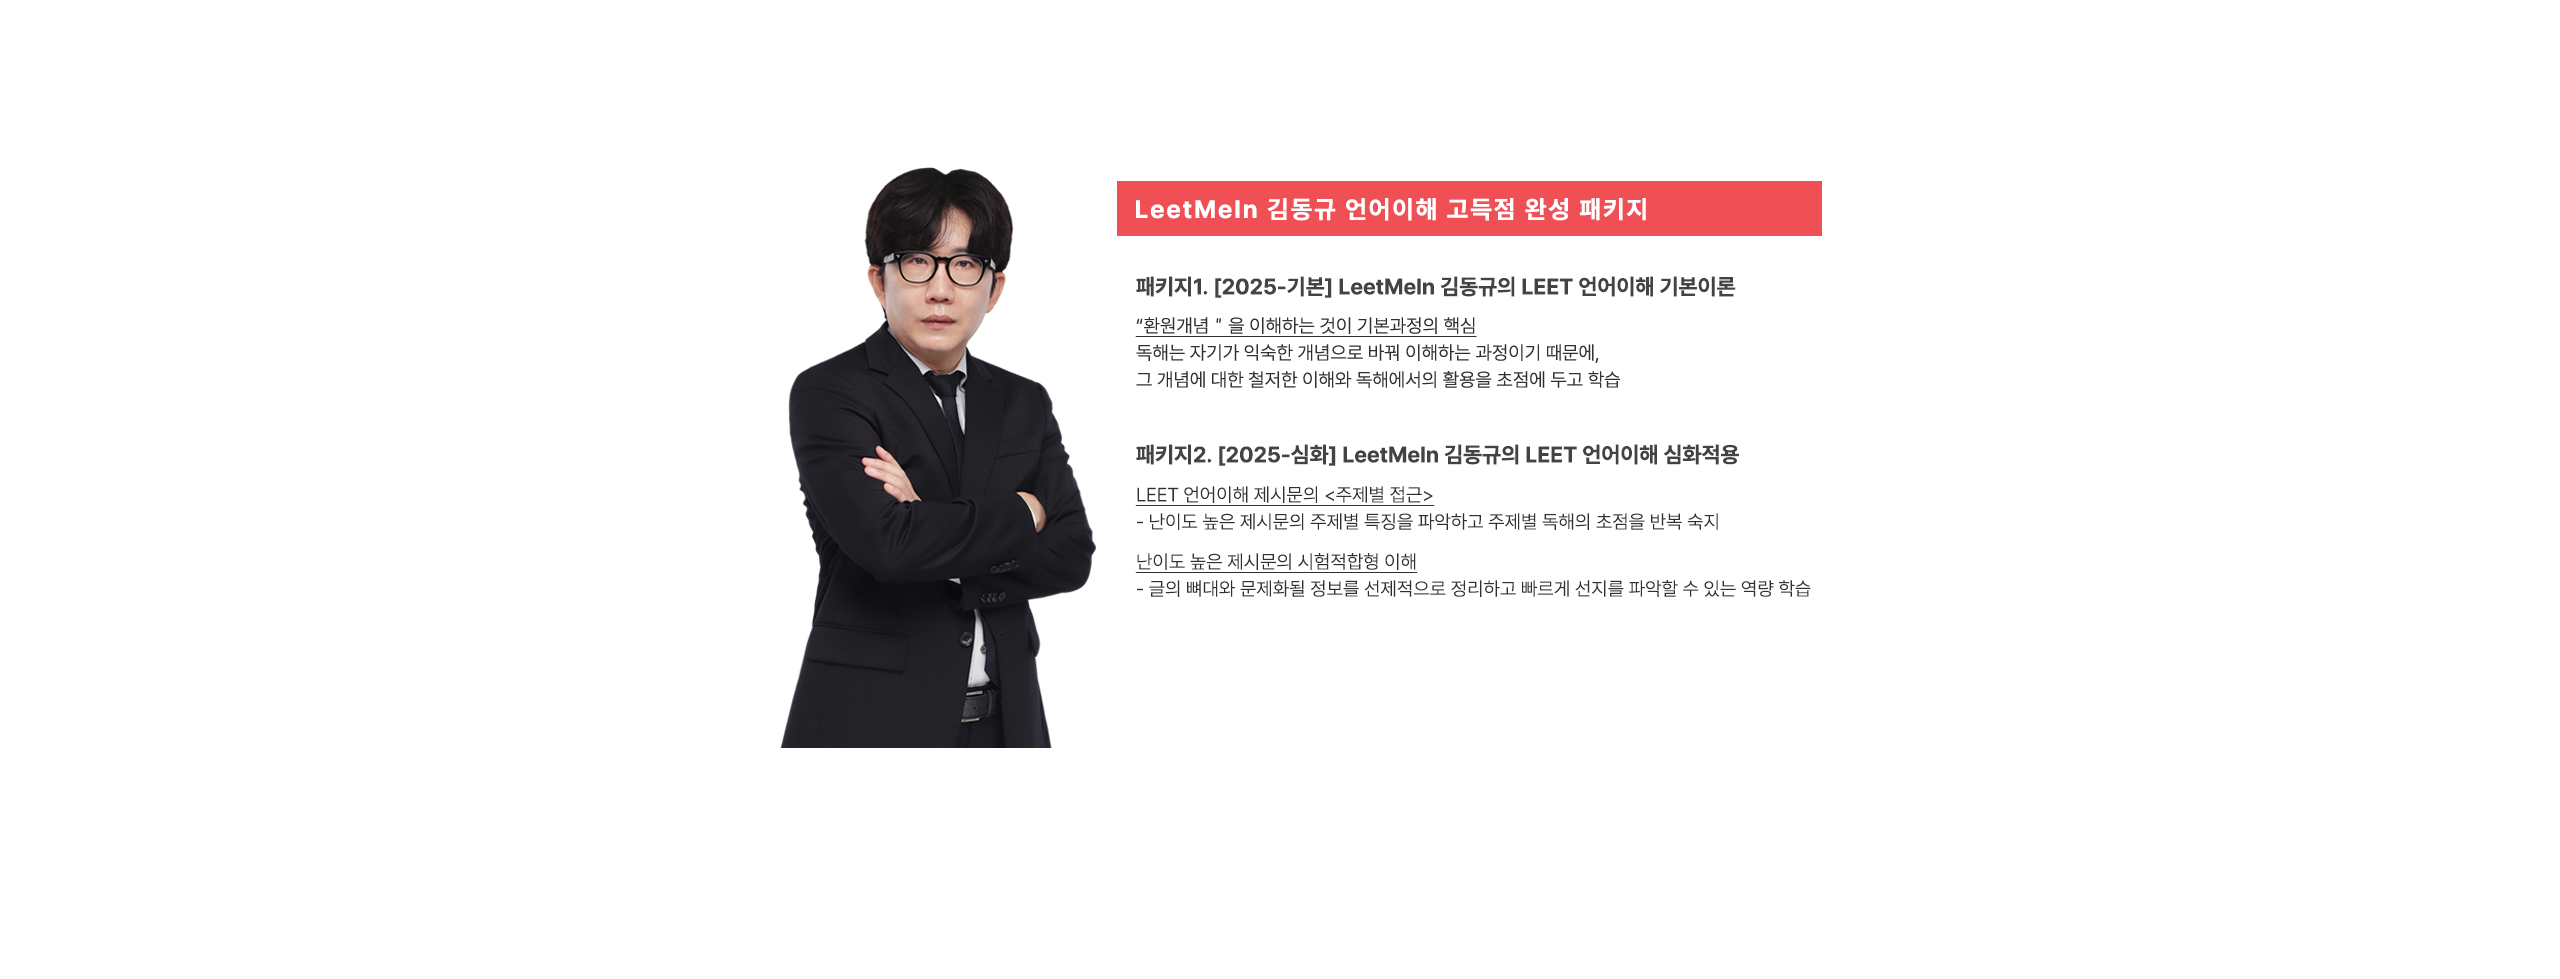 LeetMeIn 김동규 언어이해 고득점 완성 패키지
패키지1. [2025-기본] LeetMeIn 김동규의 LEET 언어이해 기본이론
“환원개념 " 을 이해하는 것이 기본과정의 핵심
독해는 자기가 익숙한 개념으로 바꿔 이해하는 과정이기 때문에,
그 개념에 대한 철저한 이해와 독해에서의 활용을 초점에 두고 학습
패키지2. [2025-심화] LeetMeIn 김동규의 LEET 언어이해 심화적용
LEET 언어이해 제시문의 <주제별 접근>
- 난이도 높은 제시문의 주제별 특징을 파악하고 주제별 독해의 초점을 반복 숙지
난이도 높은 제시문의 시험적합형 이해
- 글의 뼈대와 문제화될 정보를 선제적으로 정리하고 빠르게 선지를 파악할 수 있는 역량 학습